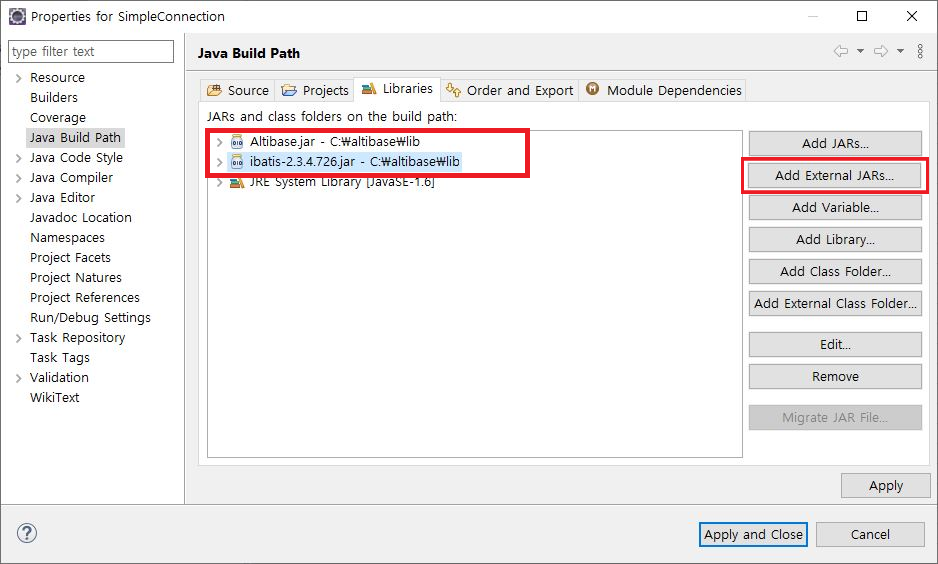 Properties for SimpleConnection
type filter text
Resource
Builders
Coverage
Java Build Path
Java Code Style
Java Compiler
Java Editor
Javadoc Location
Namespaces
Project Facets
Project Natures
Project References
Run/Debug Settings
Task Repository
Task Tags
Validation
WikiText
Java Build Path
Source
Projects
Libraries
Order and Export
Module Dependencies
JARs and class folders on the build path:
Altibase.jar - C:₩altibase₩lib
ibatis-2.3.4.726.jar - C:₩altibase₩lib
JRE System Library [JavaSE-1.6]
Add JARs...
Add External JARs...
Add Variable...
Add Library...
Add Class Folder...
Add External Class Folder...
Edit...
Remove
Migrate JAR File...
Apply
Apply and Close
Cancel